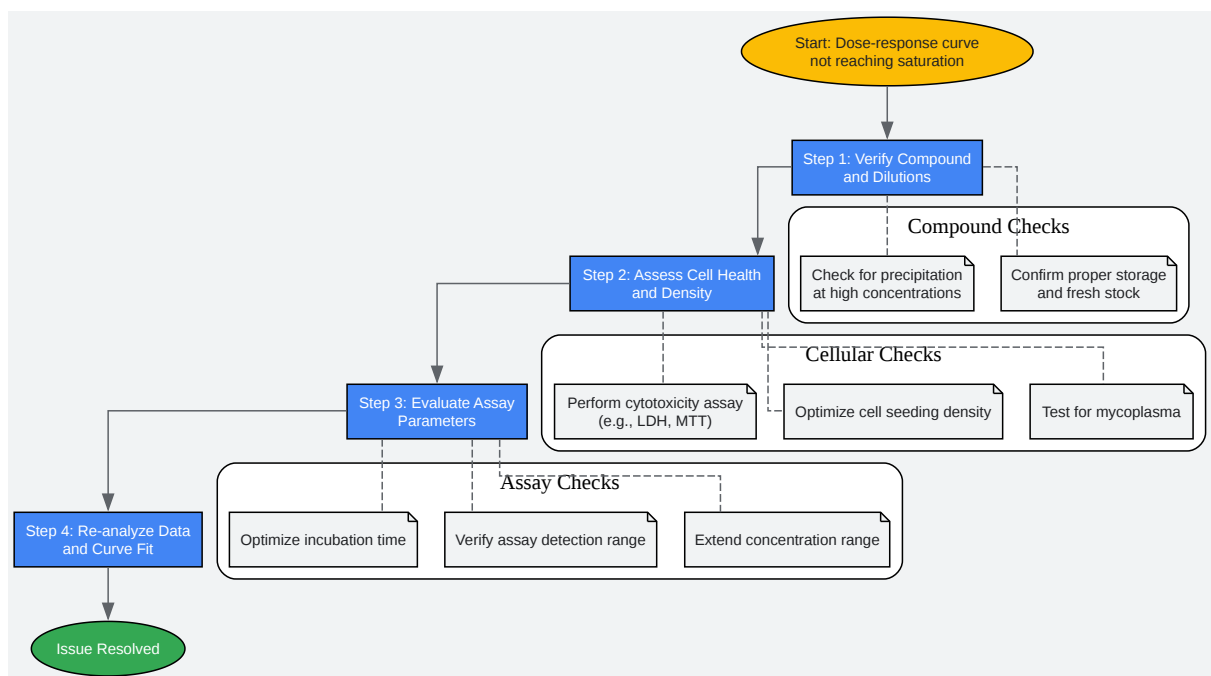 Start: Dose-response curve
not reaching saturation
Step 1: Verify Compound
and Dilutions
Compound Checks
Check for precipitation
at high concentrations
Confirm proper storage
and fresh stock
Step 2: Assess Cell Health
and Density
Cellular Checks
Perform cytotoxicity assay
(e.g., LDH, MTT)
Optimize cell seeding density
Test for mycoplasma
Step 3: Evaluate Assay
Parameters
Assay Checks
Optimize incubation time
Verify assay detection range
Extend concentration range
Step 4: Re-analyze Data
and Curve Fit
Issue Resolved